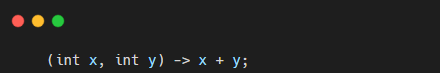 (int x, int y) -> x + y;